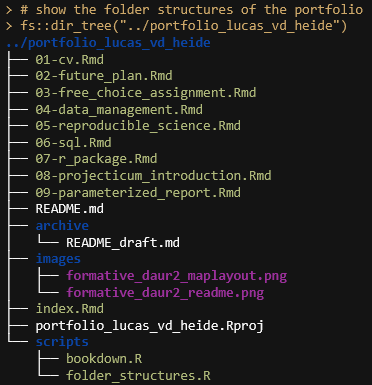 > # show the folder structures of the portfolio
> fs::dir_tree("../portfolio_lucas_vd_heide")
../portfolio_lucas_vd_heide
├── 01-cv.Rmd
├── 02-future_plan.Rmd
├── 03-free_choice_assignment.Rmd
├── 04-data_management.Rmd
├── 05-reproducible_science.Rmd
├── 06-sql.Rmd
├── 07-r_package.Rmd
├── 08-projecticum_introduction.Rmd
├── 09-parameterized_report.Rmd
├── README.md
├── archive
│   └── README_draft.md
├── images
│   ├── formative_daur2_maplayout.png
│   └── formative_daur2_readme.png
├── index.Rmd
├── portfolio_lucas_vd_heide.Rproj
└── scripts
    ├── bookdown.R
    └── folder_structures.R